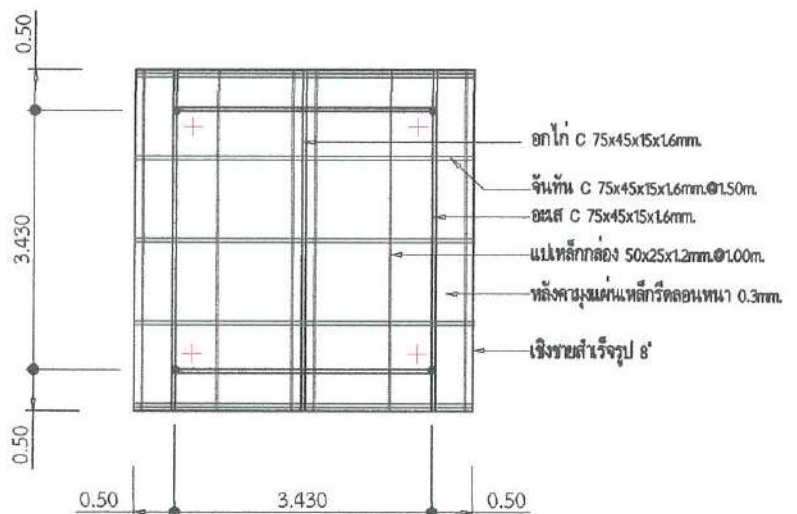 0.50
อกไก่ C 75x45x15x1.6mm.
จันทัน C 75x45x15x1.6mm.@1.50m.
อะเส C 75x45x15x1.6mm.
3.430
แปเหล็กกล่อง 50x25x1.2mm.@1.00m.
หลังคามุงแผ่นเหล็กรีดลอนหนา 0.3mm.
เชิงชายสำเร็จรูป 8"
0.50
0.50 3.430 0.50